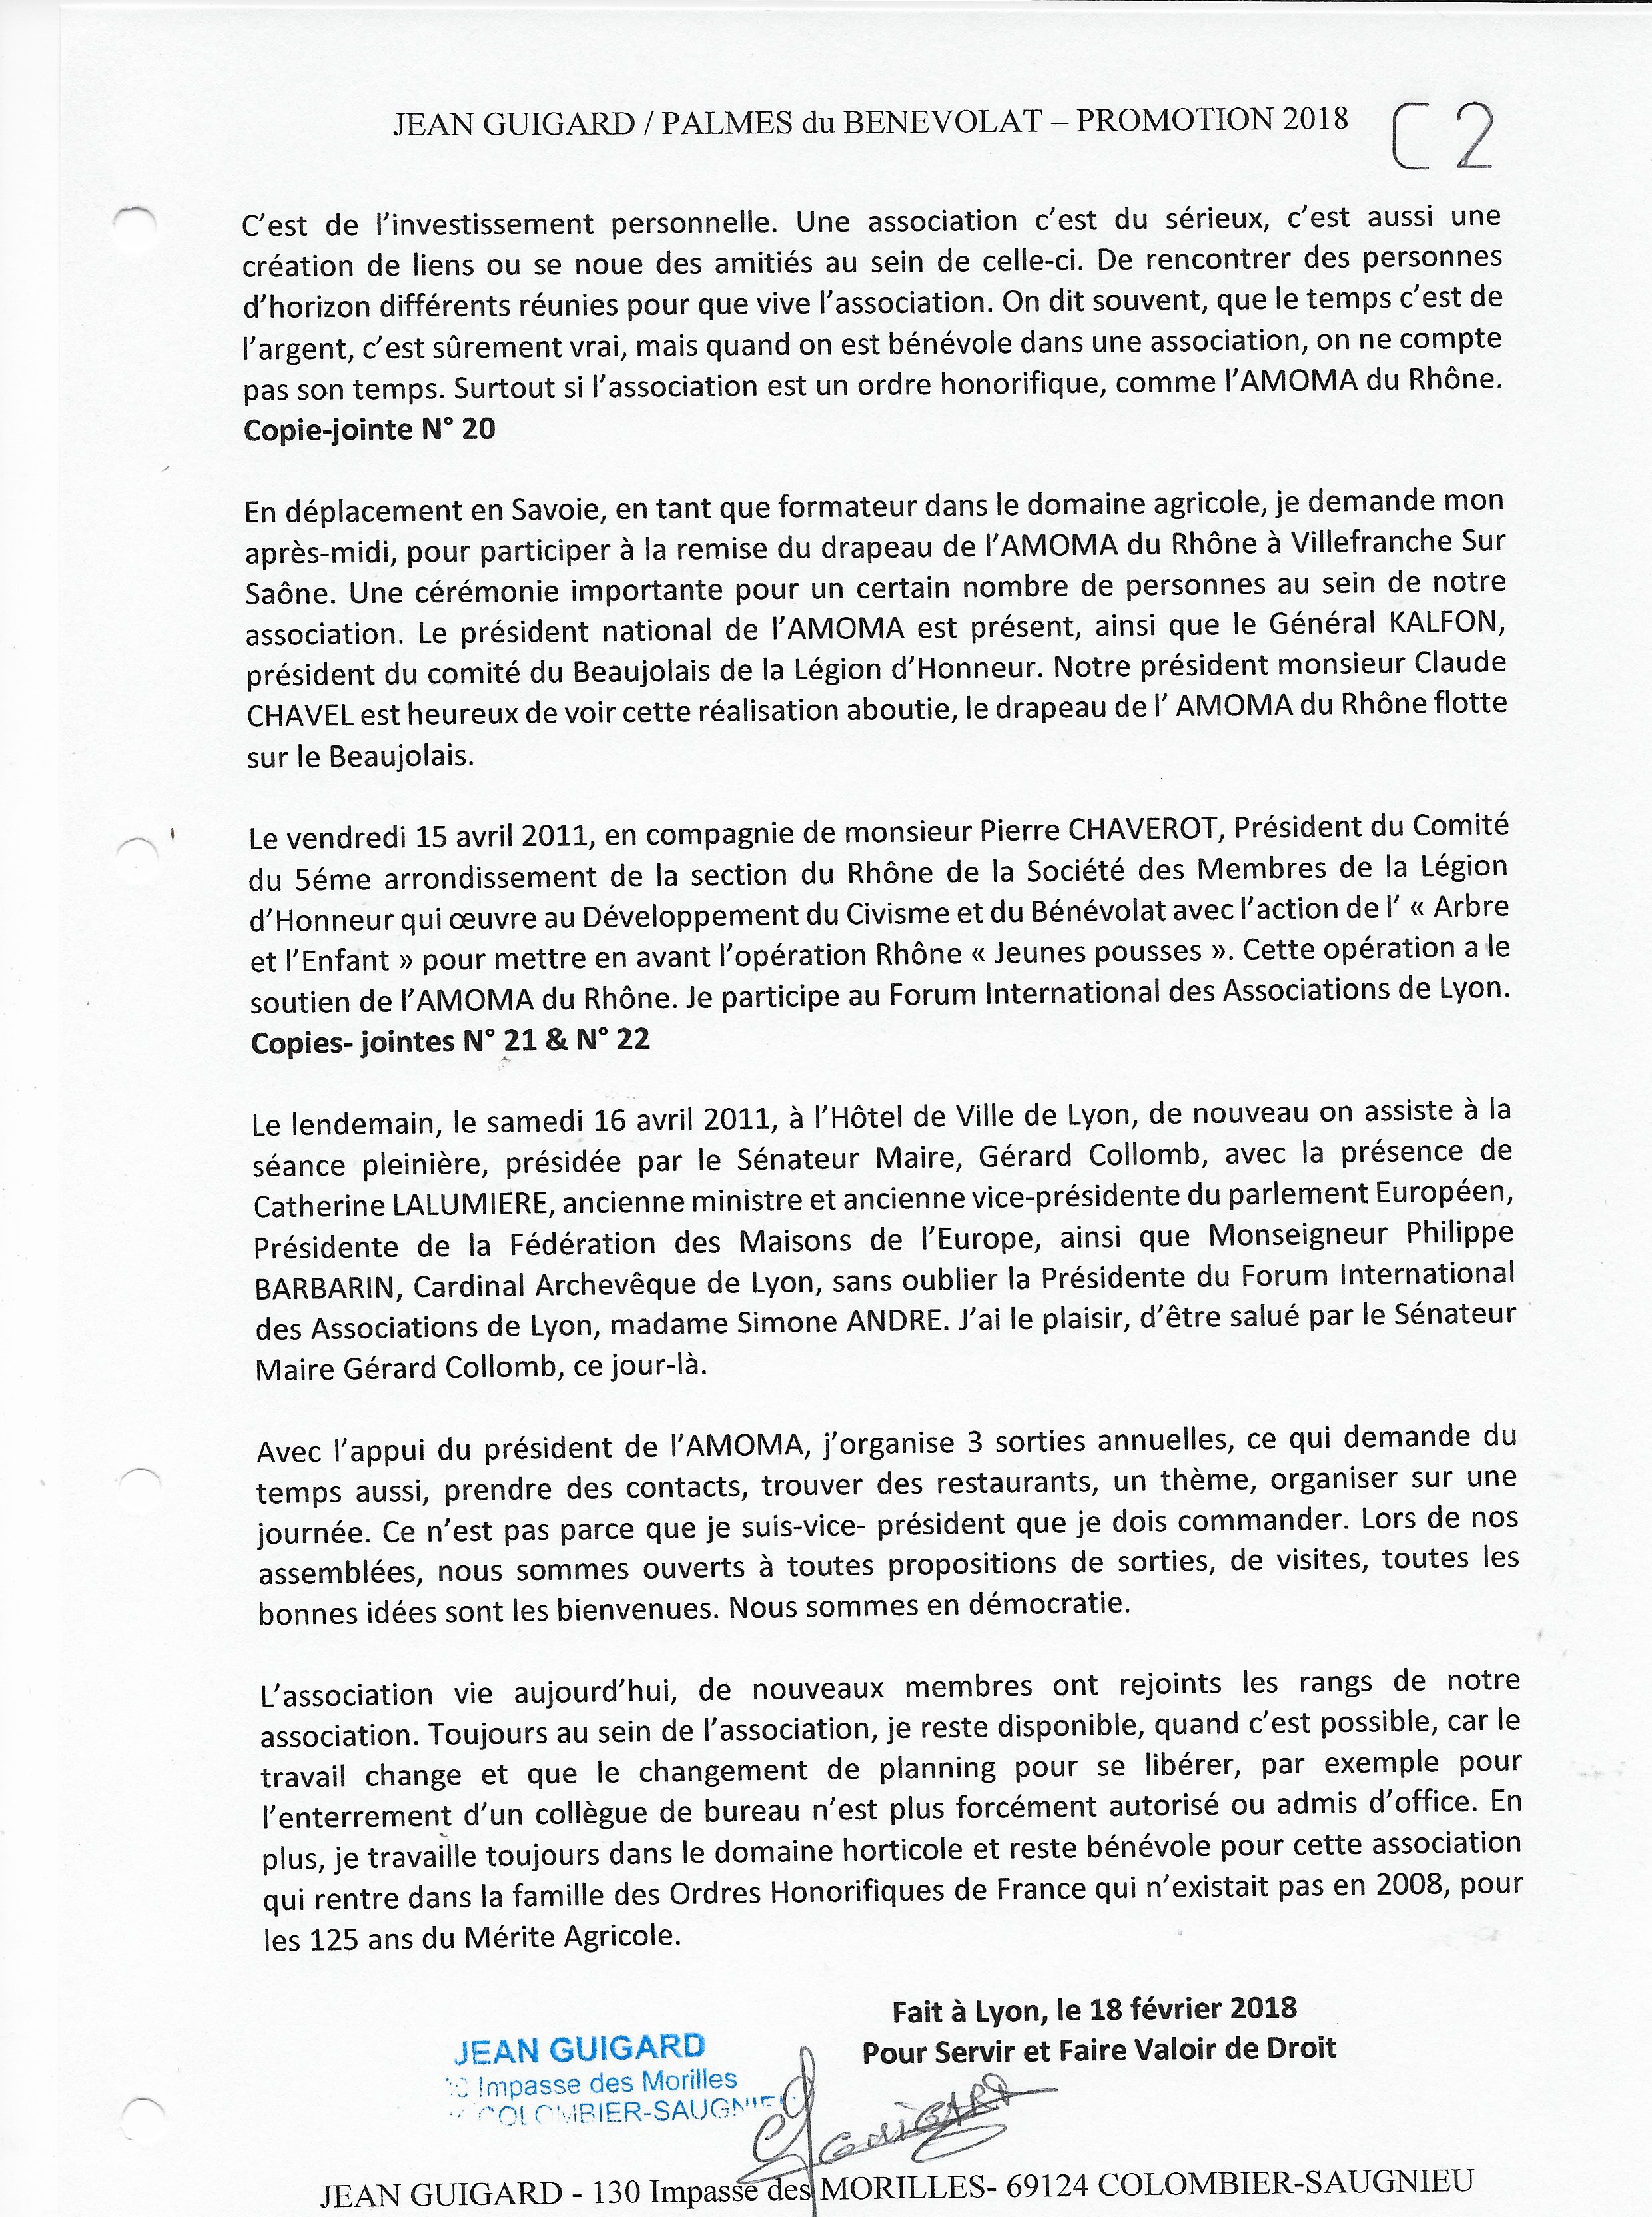 JEAN GUIGARD / PALMES du BENEVOLAT – PROMOTION 2018 C2
C’est de l’investissement personnelle. Une association c’est du sérieux, c’est aussi une
création de liens ou se noue des amitiés au sein de celle-ci. De rencontrer des personnes
d’horizon différents réunies pour que vive l’association. On dit souvent, que le temps c’est de
l’argent, c’est sûrement vrai, mais quand on est bénévole dans une association, on ne compte
pas son temps. Surtout si l’association est un ordre honorifique, comme l’AMOMA du Rhône.
Copie-jointe N° 20
En déplacement en Savoie, en tant que formateur dans le domaine agricole, je demande mon
après-midi, pour participer à la remise du drapeau de l’AMOMA du Rhône à Villefranche Sur
Saône. Une cérémonie importante pour un certain nombre de personnes au sein de notre
association. Le président national de l’AMOMA est présent, ainsi que le Général KALFON,
président du comité du Beaujolais de la Légion d’Honneur. Notre président monsieur Claude
CHAVEL est heureux de voir cette réalisation aboutie, le drapeau de l’ AMOMA du Rhône flotte
sur le Beaujolais.
Le vendredi 15 avril 2011, en compagnie de monsieur Pierre CHAVEROT, Président du Comité
du 5éme arrondissement de la section du Rhône de la Société des Membres de la Légion
d’Honneur qui œuvre au Développement du Civisme et du Bénévolat avec l’action de l’ « Arbre
et l’Enfant » pour mettre en avant l’opération Rhône « Jeunes pousses ». Cette opération a le
soutien de l’AMOMA du Rhône. Je participe au Forum International des Associations de Lyon.
Copies- jointes N° 21 & N° 22
Le lendemain, le samedi 16 avril 2011, à l’Hôtel de Ville de Lyon, de nouveau on assiste à la
séance pleinière, présidée par le Sénateur Maire, Gérard Collomb, avec la présence de
Catherine LALUMIERE, ancienne ministre et ancienne vice-présidente du parlement Européen,
Présidente de la Fédération des Maisons de l’Europe, ainsi que Monseigneur Philippe
BARBARIN, Cardinal Archevêque de Lyon, sans oublier la Présidente du Forum International
des Associations de Lyon, madame Simone ANDRE. J’ai le plaisir, d’être salué par le Sénateur
Maire Gérard Collomb, ce jour-là.
Avec l’appui du président de l’AMOMA, j’organise 3 sorties annuelles, ce qui demande du
temps aussi, prendre des contacts, trouver des restaurants, un thème, organiser sur une
journée. Ce n’est pas parce que je suis-vice- président que je dois commander. Lors de nos
assemblées, nous sommes ouverts à toutes propositions de sorties, de visites, toutes les
bonnes idées sont les bienvenues. Nous sommes en démocratie.
L’association vie aujourd’hui, de nouveaux membres ont rejoints les rangs de notre
association. Toujours au sein de l’association, je reste disponible, quand c’est possible, car le
travail change et que le changement de planning pour se libérer, par exemple pour
l’enterrement d’un collègue de bureau n’est plus forcément autorisé ou admis d’office. En
plus, je travaille toujours dans le domaine horticole et reste bénévole pour cette association
qui rentre dans la famille des Ordres Honorifiques de France qui n’existait pas en 2008, pour
les 125 ans du Mérite Agricole.
Fait à Lyon, le 18 février 2018
Pour Servir et Faire Valoir de Droit
JEAN GUIGARD
Impasse des Morilles
COLOMBIER-SAUGNIEU
GUIGARD
JEAN GUIGARD - 130 Impasse des MORILLES- 69124 COLOMBIER-SAUGNIEU